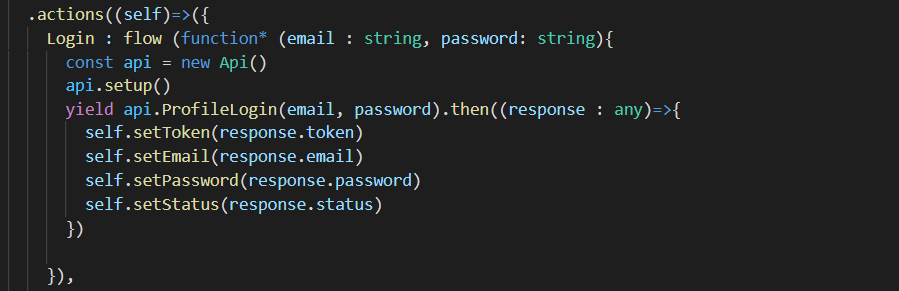 .actions((self)=>({
Login : flow (function* (email : string, password: string){
const api = new Api()
api.setup()
yield api.ProfileLogin(email, password).then((response : any)=>{
self.setToken(response.token)
self.setEmail(response.email)
self.setPassword(response.password)
self.setStatus(response.status)
})
}),